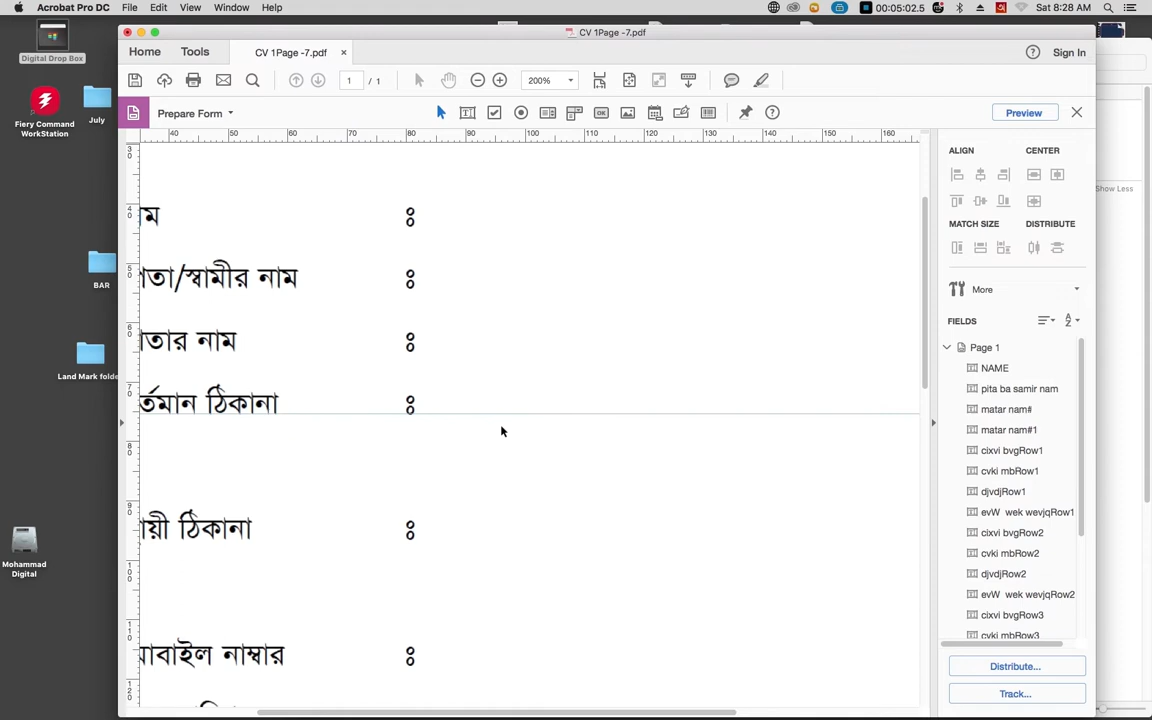 Acrobat Pro DC File Edit View Window Help 00:05:02.5 Sat 8:28 AM
CV 1Page -7.pdf
Home Tools CV 1Page -7.pdf × Sign In
1 / 1 200%
Prepare Form Preview
40 50 60 70 80 90 100 110 120 130 140 150 160
ALIGN CENTER
MATCH SIZE DISTRIBUTE
More
FIELDS
Page 1
NAME
pita ba samir nam
matar nam#
matar nam#1
cixvi bvgRow1
cvki mbRow1
djvdjRow1
evW wek wevjqRow1
cixvi bvgRow2
cvki mbRow2
djvdjRow2
evW wek wevjqRow2
cixvi bvgRow3
cvki mbRow3
Distribute...
Track...
ঃ
/স্বামীর নাম ঃ
নাম ঃ
ঠিকানা ঃ
ঠিকানা ঃ
নাম্বার ঃ
Show Less
Digital Drop Box
Fiery Command WorkStation
July
BAR
Land Mark folde
Mohammad Digital